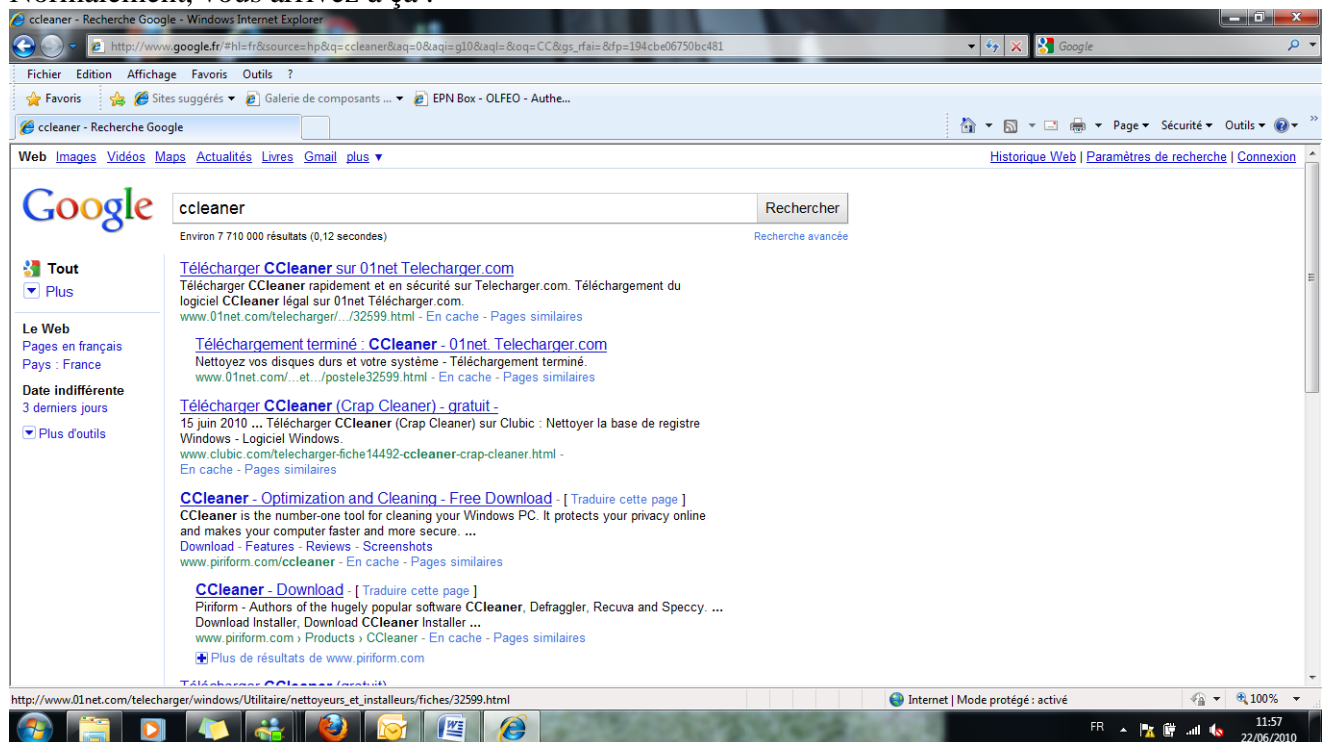 Normalement, vous arrivez à ça :
ccleaner - Recherche Google - Windows Internet Explorer
http://www.google.fr/#hl=fr&source=hp&q=ccleaner&aq=0&aqi=g10&aql=&oq=CC&gs_rfai=&fp=194cbe06750bc481
Google
Fichier Edition Affichage Favoris Outils ?
Favoris Sites suggérés Galerie de composants ... EPN Box - OLFEO - Authe...
ccleaner - Recherche Google
Page Sécurité Outils
Web Images Vidéos Maps Actualités Livres Gmail plus ▼
Historique Web | Paramètres de recherche | Connexion
Google
ccleaner
Rechercher
Environ 7 710 000 résultats (0,12 secondes)
Recherche avancée
Tout
Plus
Le Web
Pages en français
Pays : France
Date indifférente
3 derniers jours
Plus d'outils
Télécharger CCleaner sur 01net Telecharger.com
Télécharger CCleaner rapidement et en sécurité sur Telecharger.com. Téléchargement du
logiciel CCleaner légal sur 01net Télécharger.com.
www.01net.com/telecharger/.../32599.html - En cache - Pages similaires
Téléchargement terminé : CCleaner - 01net. Telecharger.com
Nettoyez vos disques durs et votre système - Téléchargement terminé.
www.01net.com/...et.../postele32599.html - En cache - Pages similaires
Télécharger CCleaner (Crap Cleaner) - gratuit -
15 juin 2010 ... Télécharger CCleaner (Crap Cleaner) sur Clubic : Nettoyer la base de registre
Windows - Logiciel Windows.
www.clubic.com/telecharger-fiche14492-ccleaner-crap-cleaner.html -
En cache - Pages similaires
CCleaner - Optimization and Cleaning - Free Download - [ Traduire cette page ]
CCleaner is the number-one tool for cleaning your Windows PC. It protects your privacy online
and makes your computer faster and more secure. ...
Download - Features - Reviews - Screenshots
www.piriform.com/ccleaner - En cache - Pages similaires
CCleaner - Download - [ Traduire cette page ]
Piriform - Authors of the hugely popular software CCleaner, Defraggler, Recuva and Speccy. ...
Download Installer, Download CCleaner Installer ...
www.piriform.com › Products › CCleaner - En cache - Pages similaires
Plus de résultats de www.piriform.com
Télécharger CCleaner (gratuit)
http://www.01net.com/telecharger/windows/Utilitaire/nettoyeurs_et_installeurs/fiches/32599.html
Internet | Mode protégé : activé
100%
FR
11:57
22/06/2010